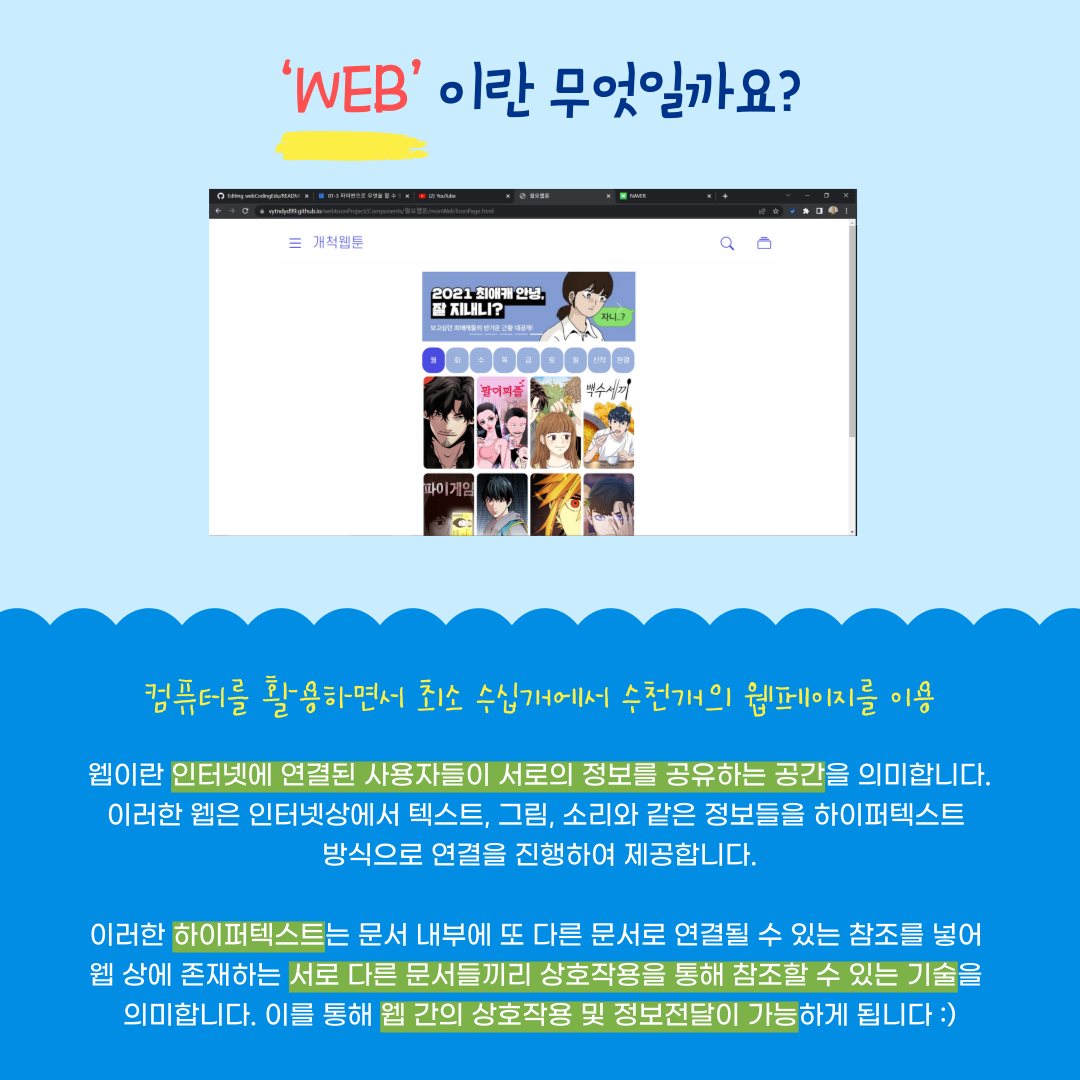 ‘WEB’ 이란 무엇일까요?
Editing webCodingEdu/README
01-3 파이썬으로 무엇을 할 수
(2) YouTube
월요웹툰
NAVER
vytndyd99.github.io/webtoonProject/Components/월요웹툰/monWebToonPage.html
개척웹툰
2021 최애캐 안녕,
잘 지내니?
자니..?
보고싶던 최애캐들의 반가운 근황 대공개!
월 화 수 목 금 토 일 신작 완결
팔이피플
백수세끼
파이게임
컴퓨터를 활용하면서 최소 수십개에서 수천개의 웹페이지를 이용
웹이란 인터넷에 연결된 사용자들이 서로의 정보를 공유하는 공간을 의미합니다.
이러한 웹은 인터넷상에서 텍스트, 그림, 소리와 같은 정보들을 하이퍼텍스트
방식으로 연결을 진행하여 제공합니다.
이러한 하이퍼텍스트는 문서 내부에 또 다른 문서로 연결될 수 있는 참조를 넣어
웹 상에 존재하는 서로 다른 문서들끼리 상호작용을 통해 참조할 수 있는 기술을
의미합니다. 이를 통해 웹 간의 상호작용 및 정보전달이 가능하게 됩니다 :)